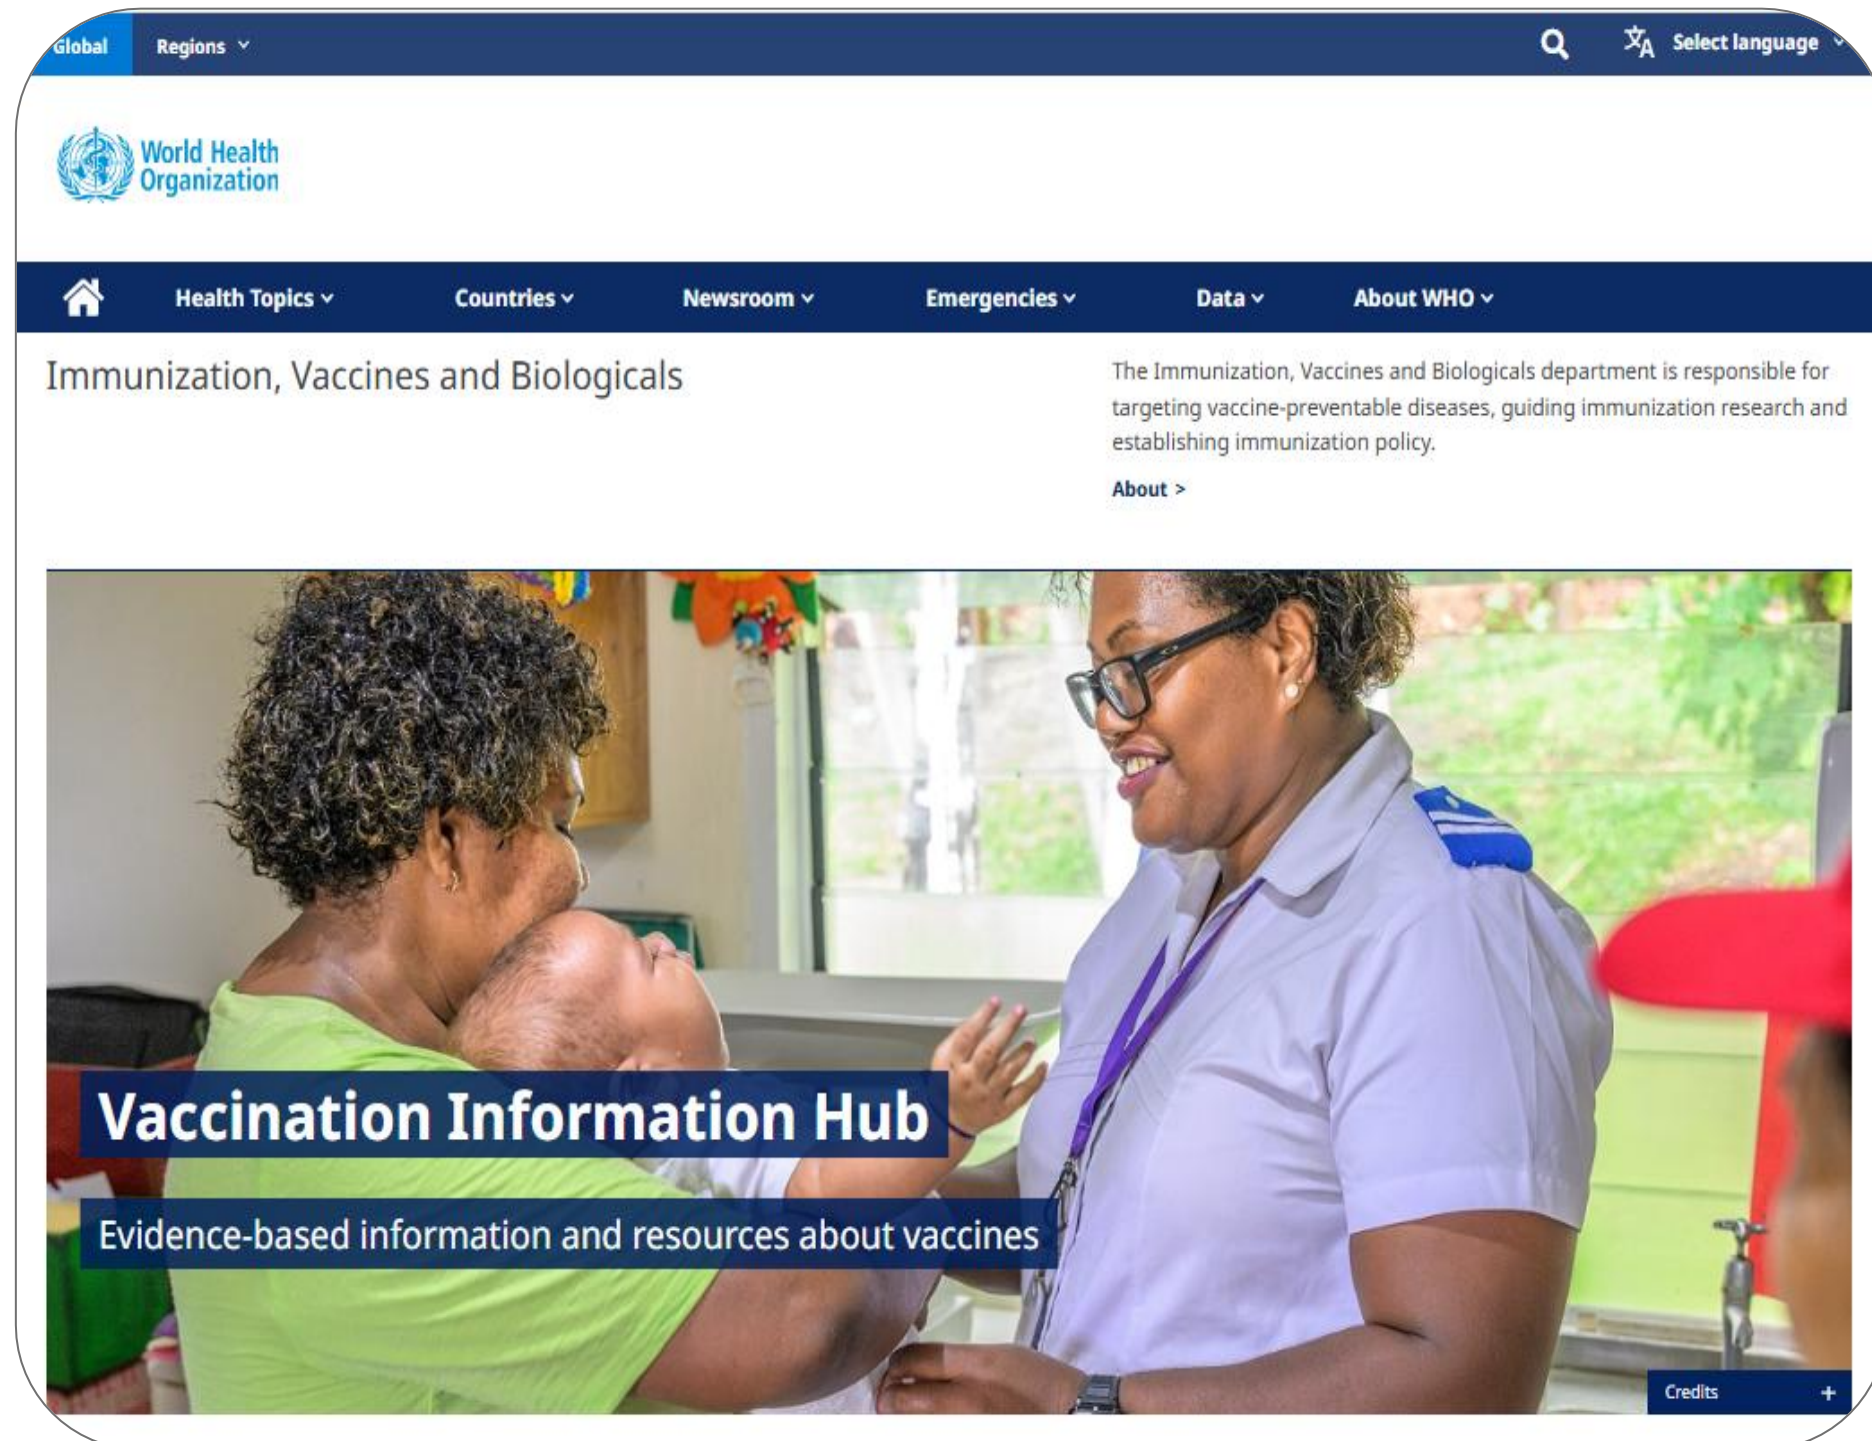 Global Regions Select language
World Health
Organization
Health Topics Countries Newsroom Emergencies Data About WHO
Immunization, Vaccines and Biologicals
The Immunization, Vaccines and Biologicals department is responsible for
targeting vaccine-preventable diseases, guiding immunization research and
establishing immunization policy.
About >
Vaccination Information Hub
Evidence-based information and resources about vaccines
Credits +